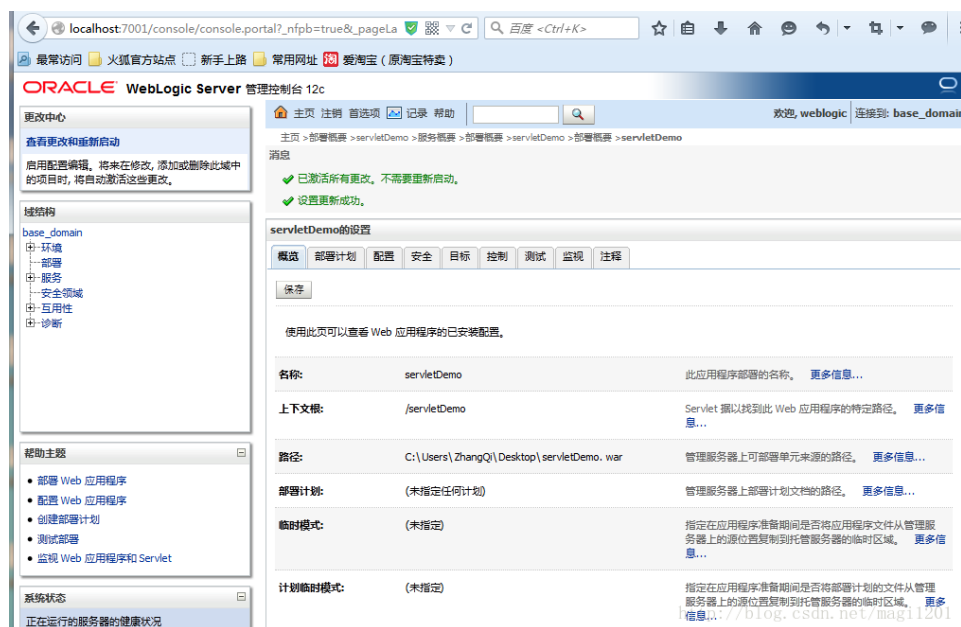 localhost:7001/console/console.portal?_nfpb=true&_pageLa
百度 <Ctrl+K>
最常访问 火狐官方站点 新手上路 常用网址 爱淘宝（原淘宝特卖）
ORACLE WebLogic Server 管理控制台 12c
更改中心
查看更改和重新启动
启用配置编辑。将来在修改, 添加或删除此域中
的项目时, 将自动激活这些更改。
域结构
base_domain
环境
部署
服务
安全领域
互用性
诊断
帮助主题
部署 Web 应用程序
配置 Web 应用程序
创建部署计划
测试部署
监视 Web 应用程序和 Servlet
系统状态
正在运行的服务器的健康状况
主页 注销 首选项 记录 帮助
欢迎, weblogic 连接到: base_domain
主页 >部署概要 >servletDemo >服务概要 >部署概要 >servletDemo >部署概要 >servletDemo
消息
已激活所有更改。不需要重新启动。
设置更新成功。
servletDemo的设置
概览 部署计划 配置 安全 目标 控制 测试 监视 注释
保存
使用此页可以查看 Web 应用程序的已安装配置。
名称: servletDemo 此应用程序部署的名称。 更多信息...
上下文根: /servletDemo Servlet 据以找到此 Web 应用程序的特定路径。 更多信
息...
路径: C:\Users\ZhangQi\Desktop\servletDemo. war 管理服务器上可部署单元来源的路径。 更多信息...
部署计划: (未指定任何计划) 管理服务器上部署计划文档的路径。 更多信息...
临时模式: (未指定) 指定在应用程序准备期间是否将应用程序文件从管理服
务器上的源位置复制到托管服务器的临时区域。 更多信
息...
计划临时模式: (未指定) 指定在应用程序准备期间是否将部署计划的文件从管理
服务器上的源位置复制到托管服务器的临时区域。 更多
信息...
http://blog.csdn.net/magi1201